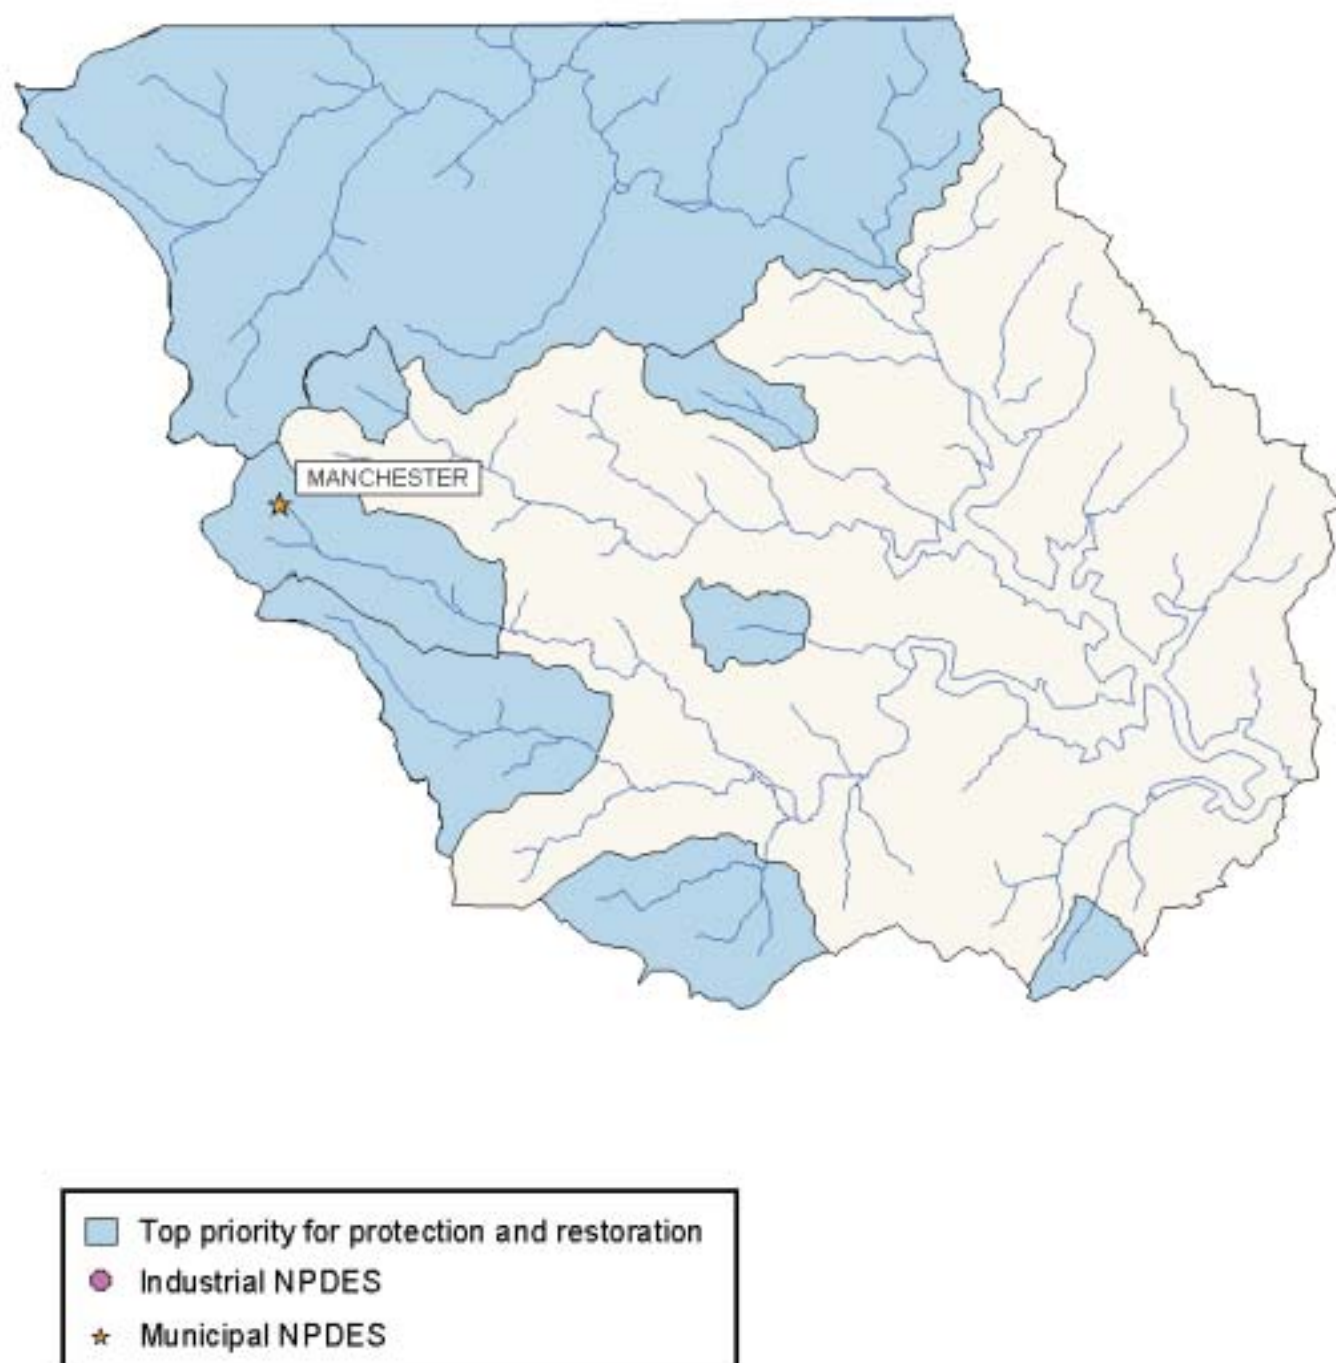 MANCHESTER
Top priority for protection and restoration
Industrial NPDES
Municipal NPDES